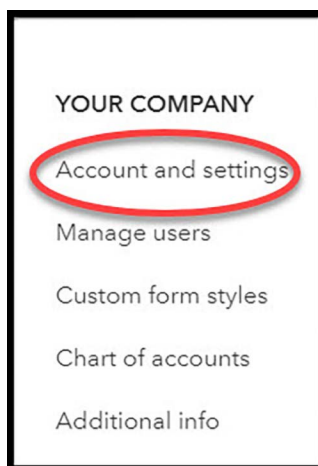 YOUR COMPANY
Account and settings
Manage users
Custom form styles
Chart of accounts
Additional info